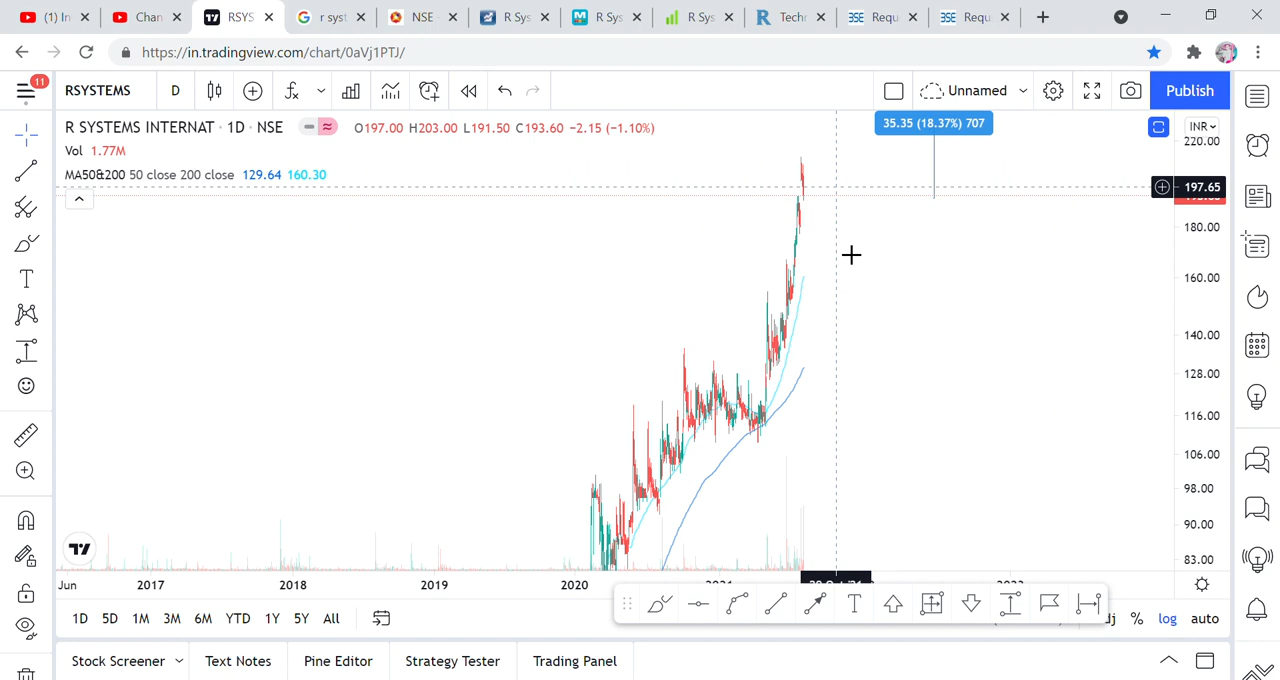 (1) In
Chan
RSYS
r syst
NSE
R Sys
R Sys
R Sys
Techr
Requ
Requ
https://in.tradingview.com/chart/0aVj1PTJ/
11
RSYSTEMS
D
Unnamed
Publish
R SYSTEMS INTERNAT · 1D · NSE
O197.00 H203.00 L191.50 C193.60 −2.15 (−1.10%)
35.35 (18.37%) 707
INR
Vol 1.77M
220.00
MA50&200 50 close 200 close 129.64 160.30
197.65
180.00
160.00
140.00
128.00
116.00
106.00
98.00
90.00
83.00
Jun 2017 2018 2019 2020
1D 5D 1M 3M 6M YTD 1Y 5Y All
% log auto
Stock Screener
Text Notes
Pine Editor
Strategy Tester
Trading Panel